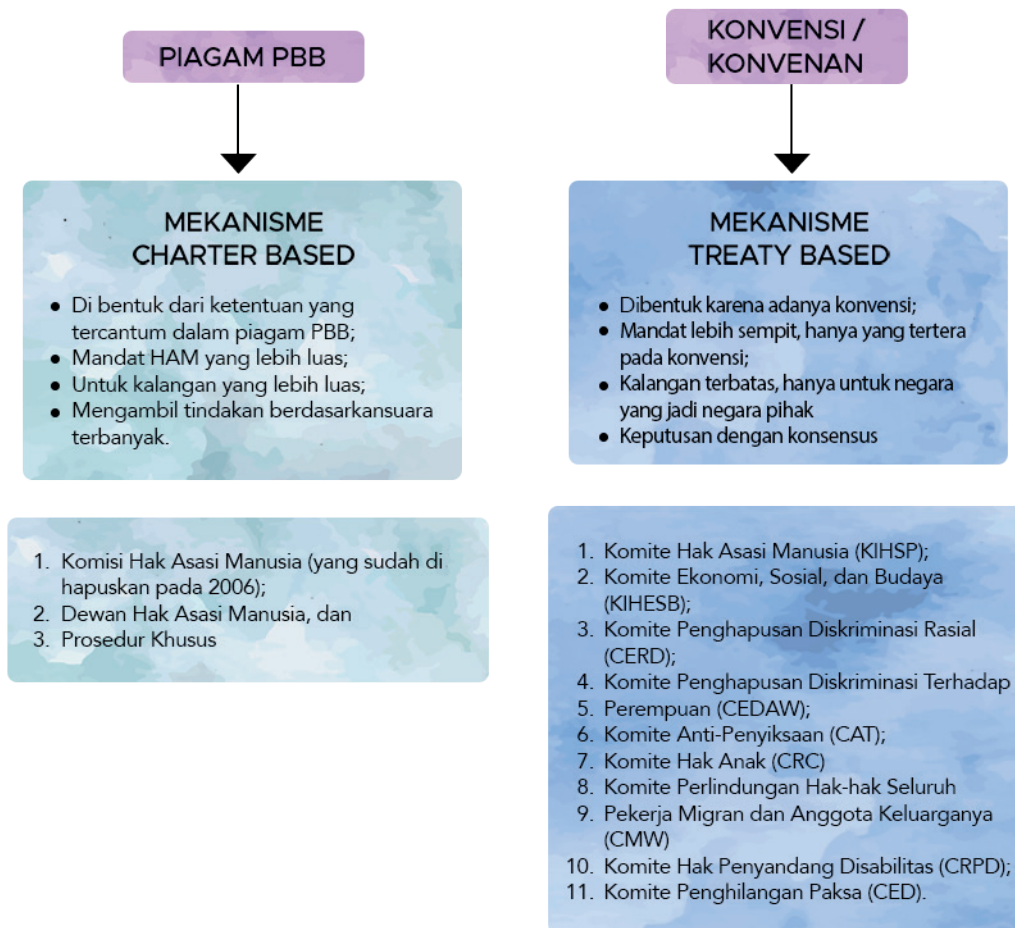 PIAGAM PBB
MEKANISME
CHARTER BASED
● Di bentuk dari ketentuan yang
tercantum dalam piagam PBB;
● Mandat HAM yang lebih luas;
● Untuk kalangan yang lebih luas;
● Mengambil tindakan berdasarkansuara
terbanyak.
1. Komisi Hak Asasi Manusia (yang sudah di
hapuskan pada 2006);
2. Dewan Hak Asasi Manusia, dan
3. Prosedur Khusus
KONVENSI /
KONVENAN
MEKANISME
TREATY BASED
● Dibentuk karena adanya konvensi;
● Mandat lebih sempit, hanya yang tertera
pada konvensi;
● Kalangan terbatas, hanya untuk negara
yang jadi negara pihak
● Keputusan dengan konsensus
1. Komite Hak Asasi Manusia (KIHSP);
2. Komite Ekonomi, Sosial, dan Budaya
(KIHESB);
3. Komite Penghapusan Diskriminasi Rasial
(CERD);
4. Komite Penghapusan Diskriminasi Terhadap
5. Perempuan (CEDAW);
6. Komite Anti-Penyiksaan (CAT);
7. Komite Hak Anak (CRC)
8. Komite Perlindungan Hak-hak Seluruh
9. Pekerja Migran dan Anggota Keluarganya
(CMW)
10. Komite Hak Penyandang Disabilitas (CRPD);
11. Komite Penghilangan Paksa (CED).